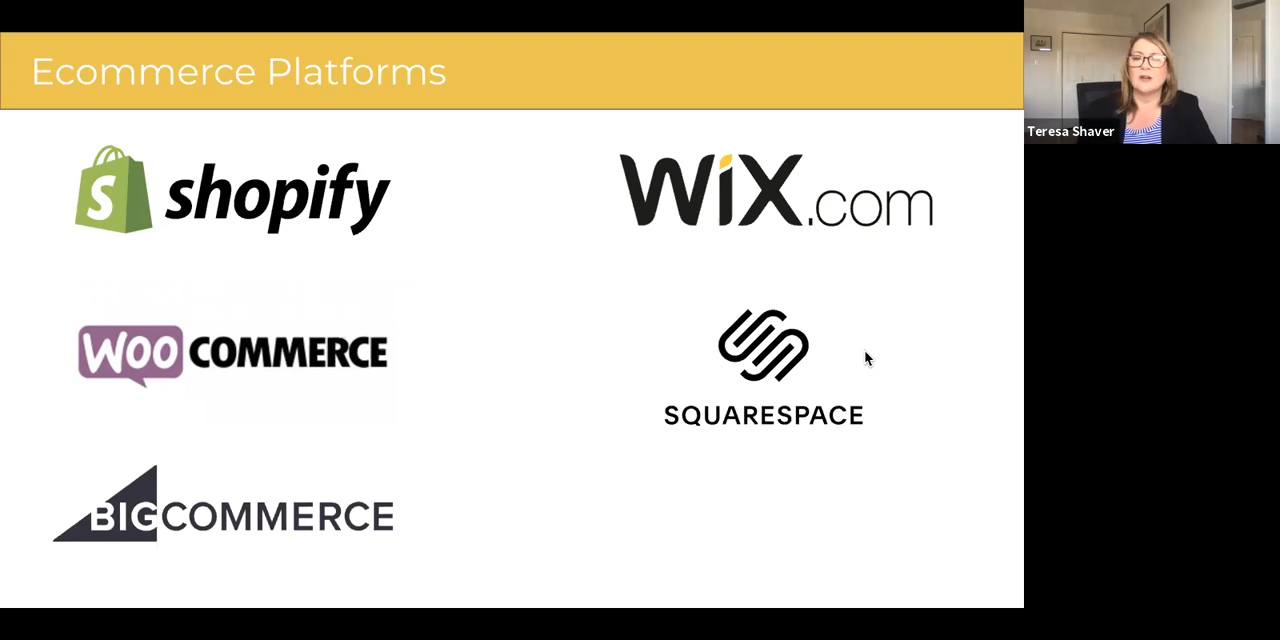 Ecommerce Platforms
Teresa Shaver
S shopify
WiX.com
WOO COMMERCE
SQUARESPACE
BIGCOMMERCE